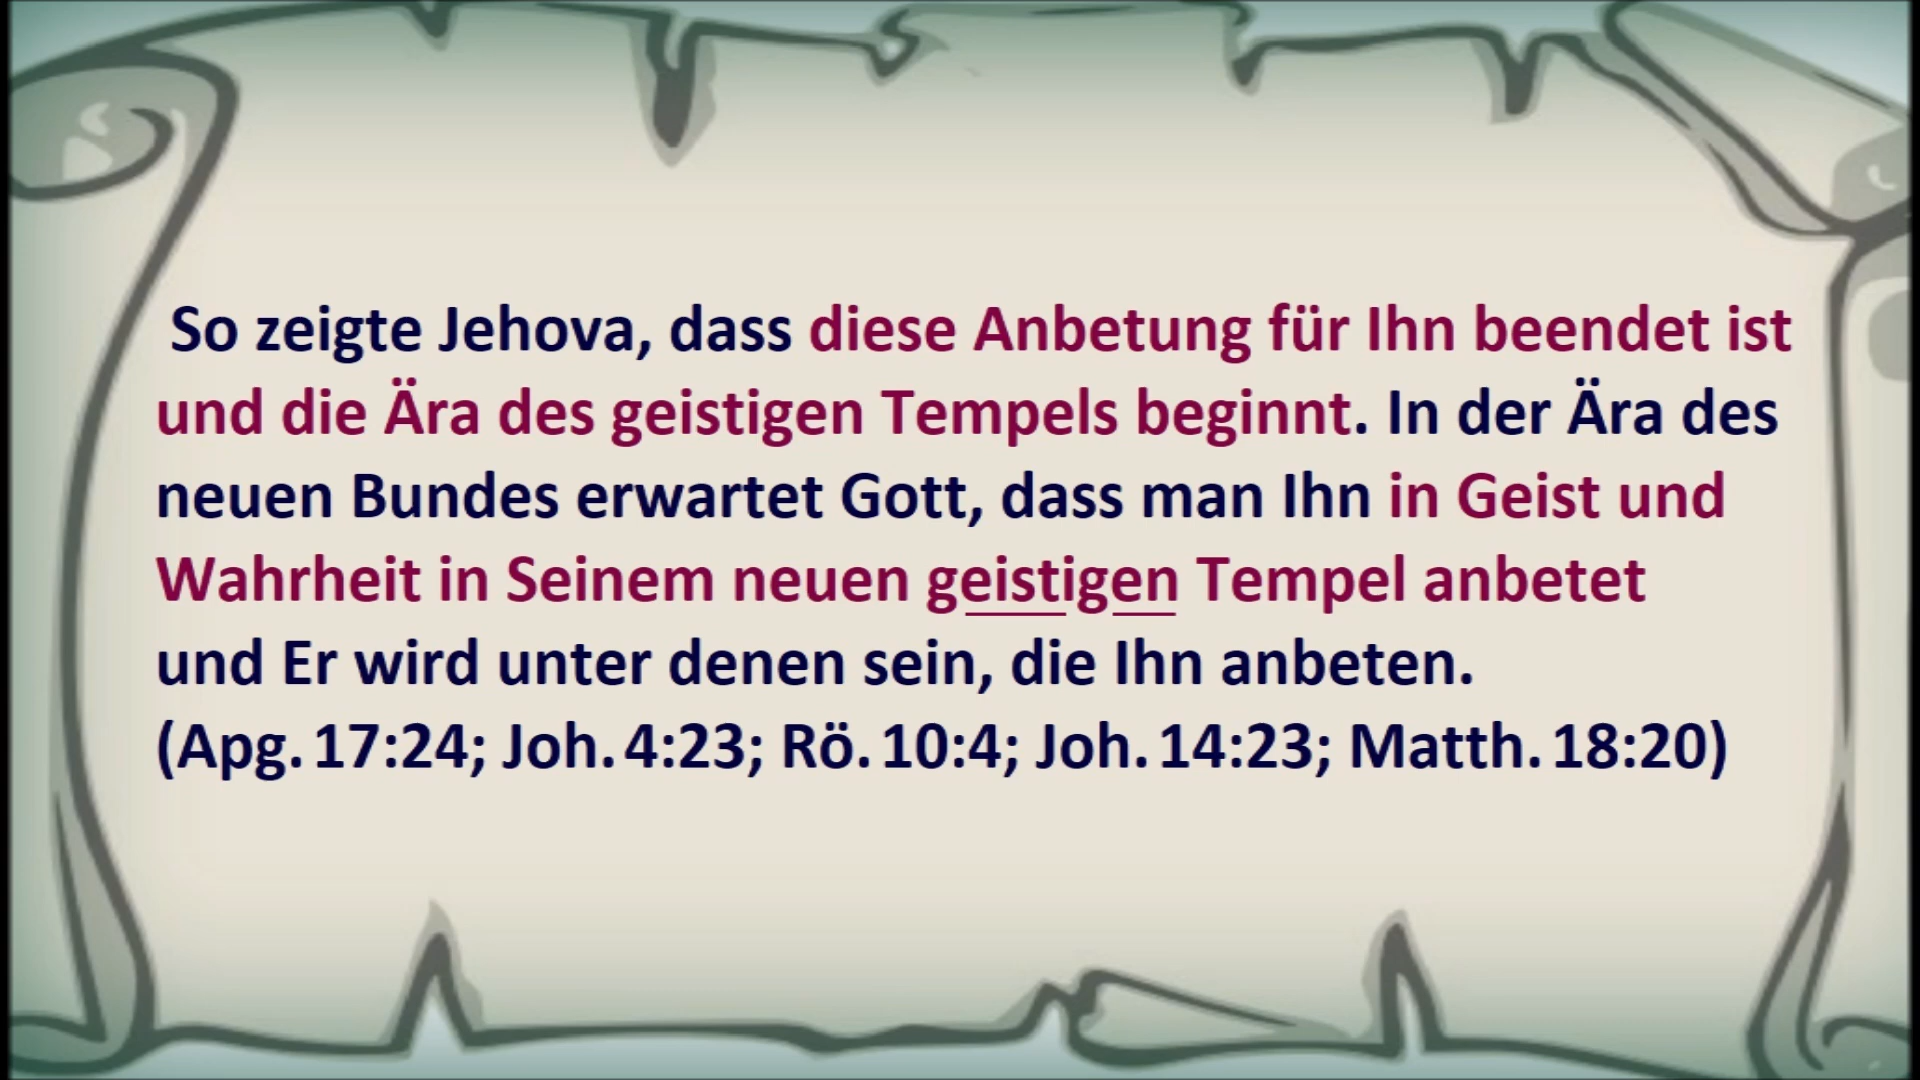 So zeigte Jehova, dass diese Anbetung für Ihn beendet ist
und die Ära des geistigen Tempels beginnt. In der Ära des
neuen Bundes erwartet Gott, dass man Ihn in Geist und
Wahrheit in Seinem neuen geistigen Tempel anbetet
und Er wird unter denen sein, die Ihn anbeten.
(Apg. 17:24; Joh. 4:23; Rö. 10:4; Joh. 14:23; Matth. 18:20)